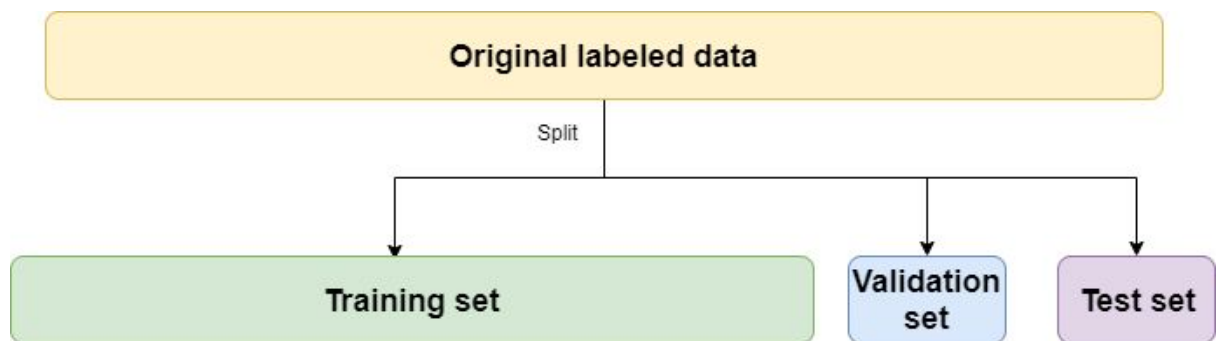 Original labeled data
Split
Training set
Validation
set
Test set